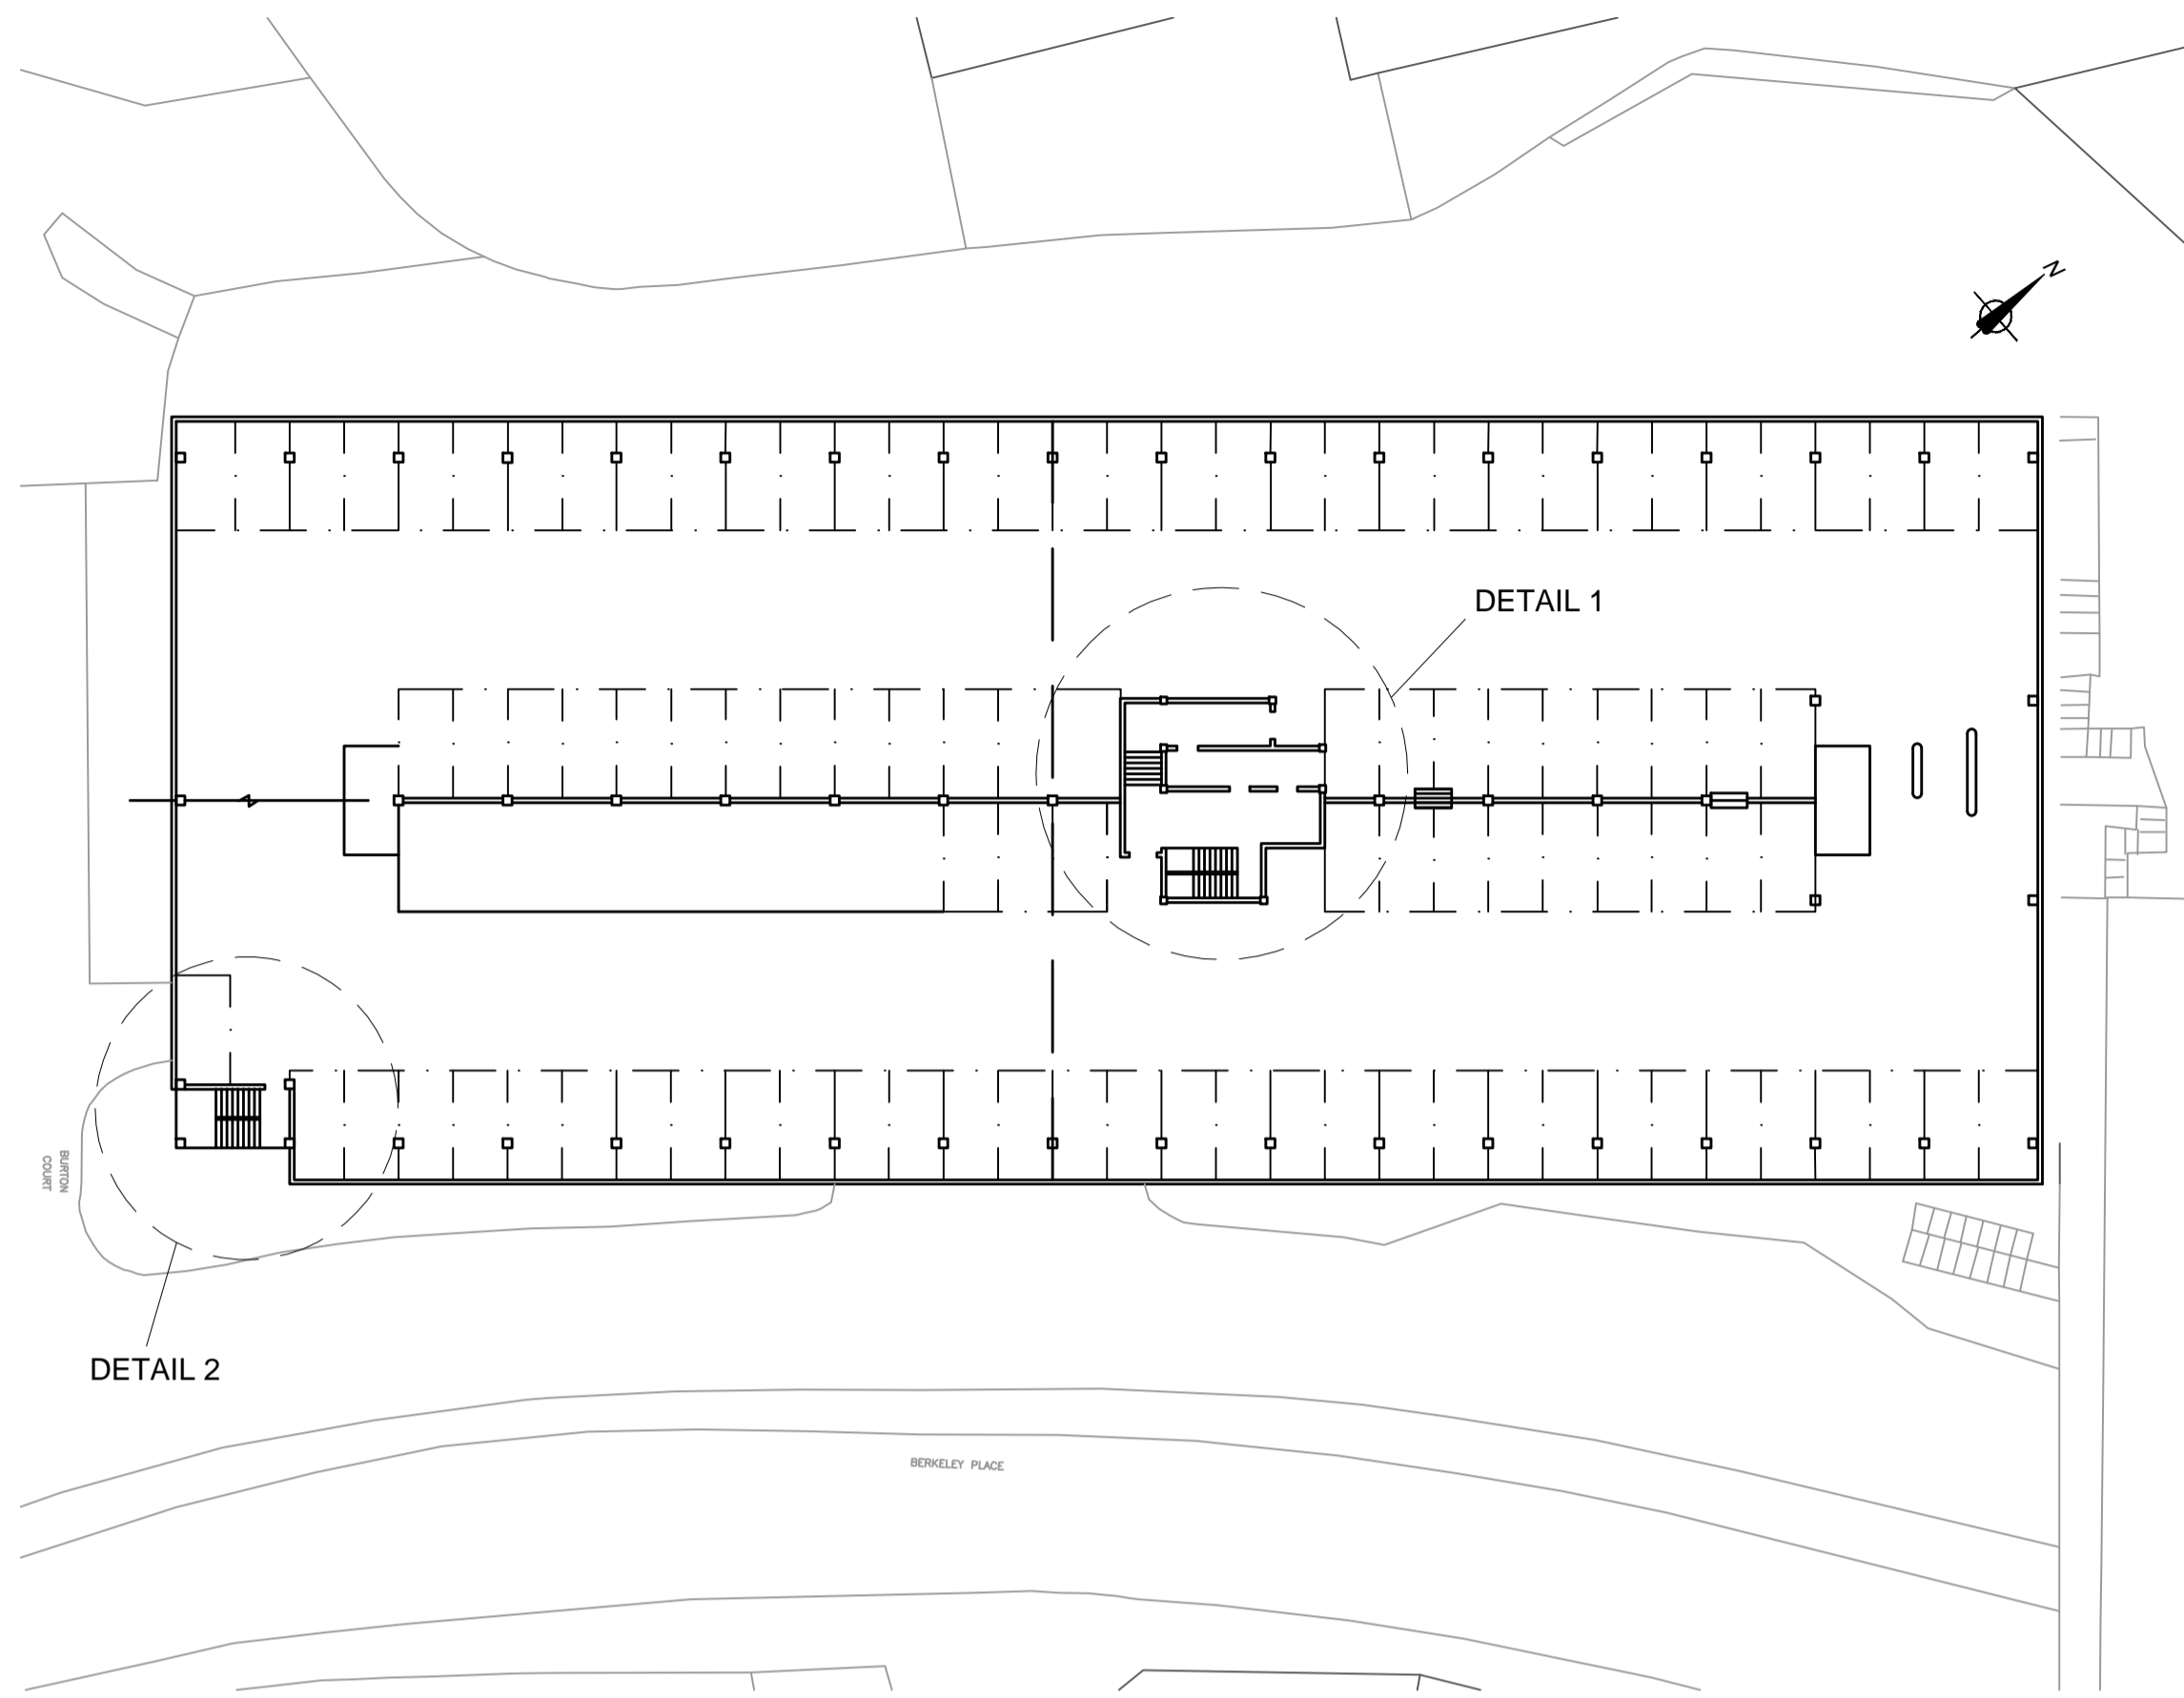 N
DETAIL 1
BURTON
COURT
DETAIL 2
BERKELEY PLACE